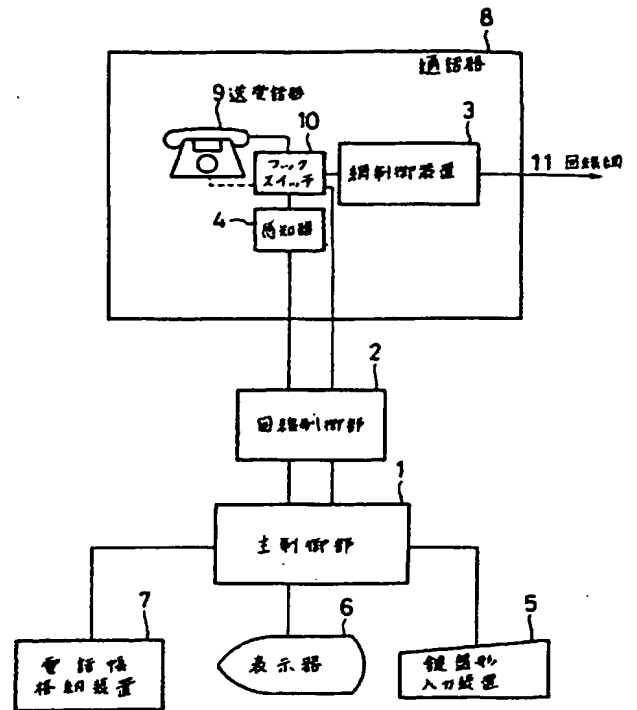 8
通話器
9送受話器
10
フック
スイッチ
3
網制御装置
11 回線網
4
感知器
2
回線制御部
1
主制御部
7
電話帳
格納装置
6
表示器
5
鍵盤形
入力装置